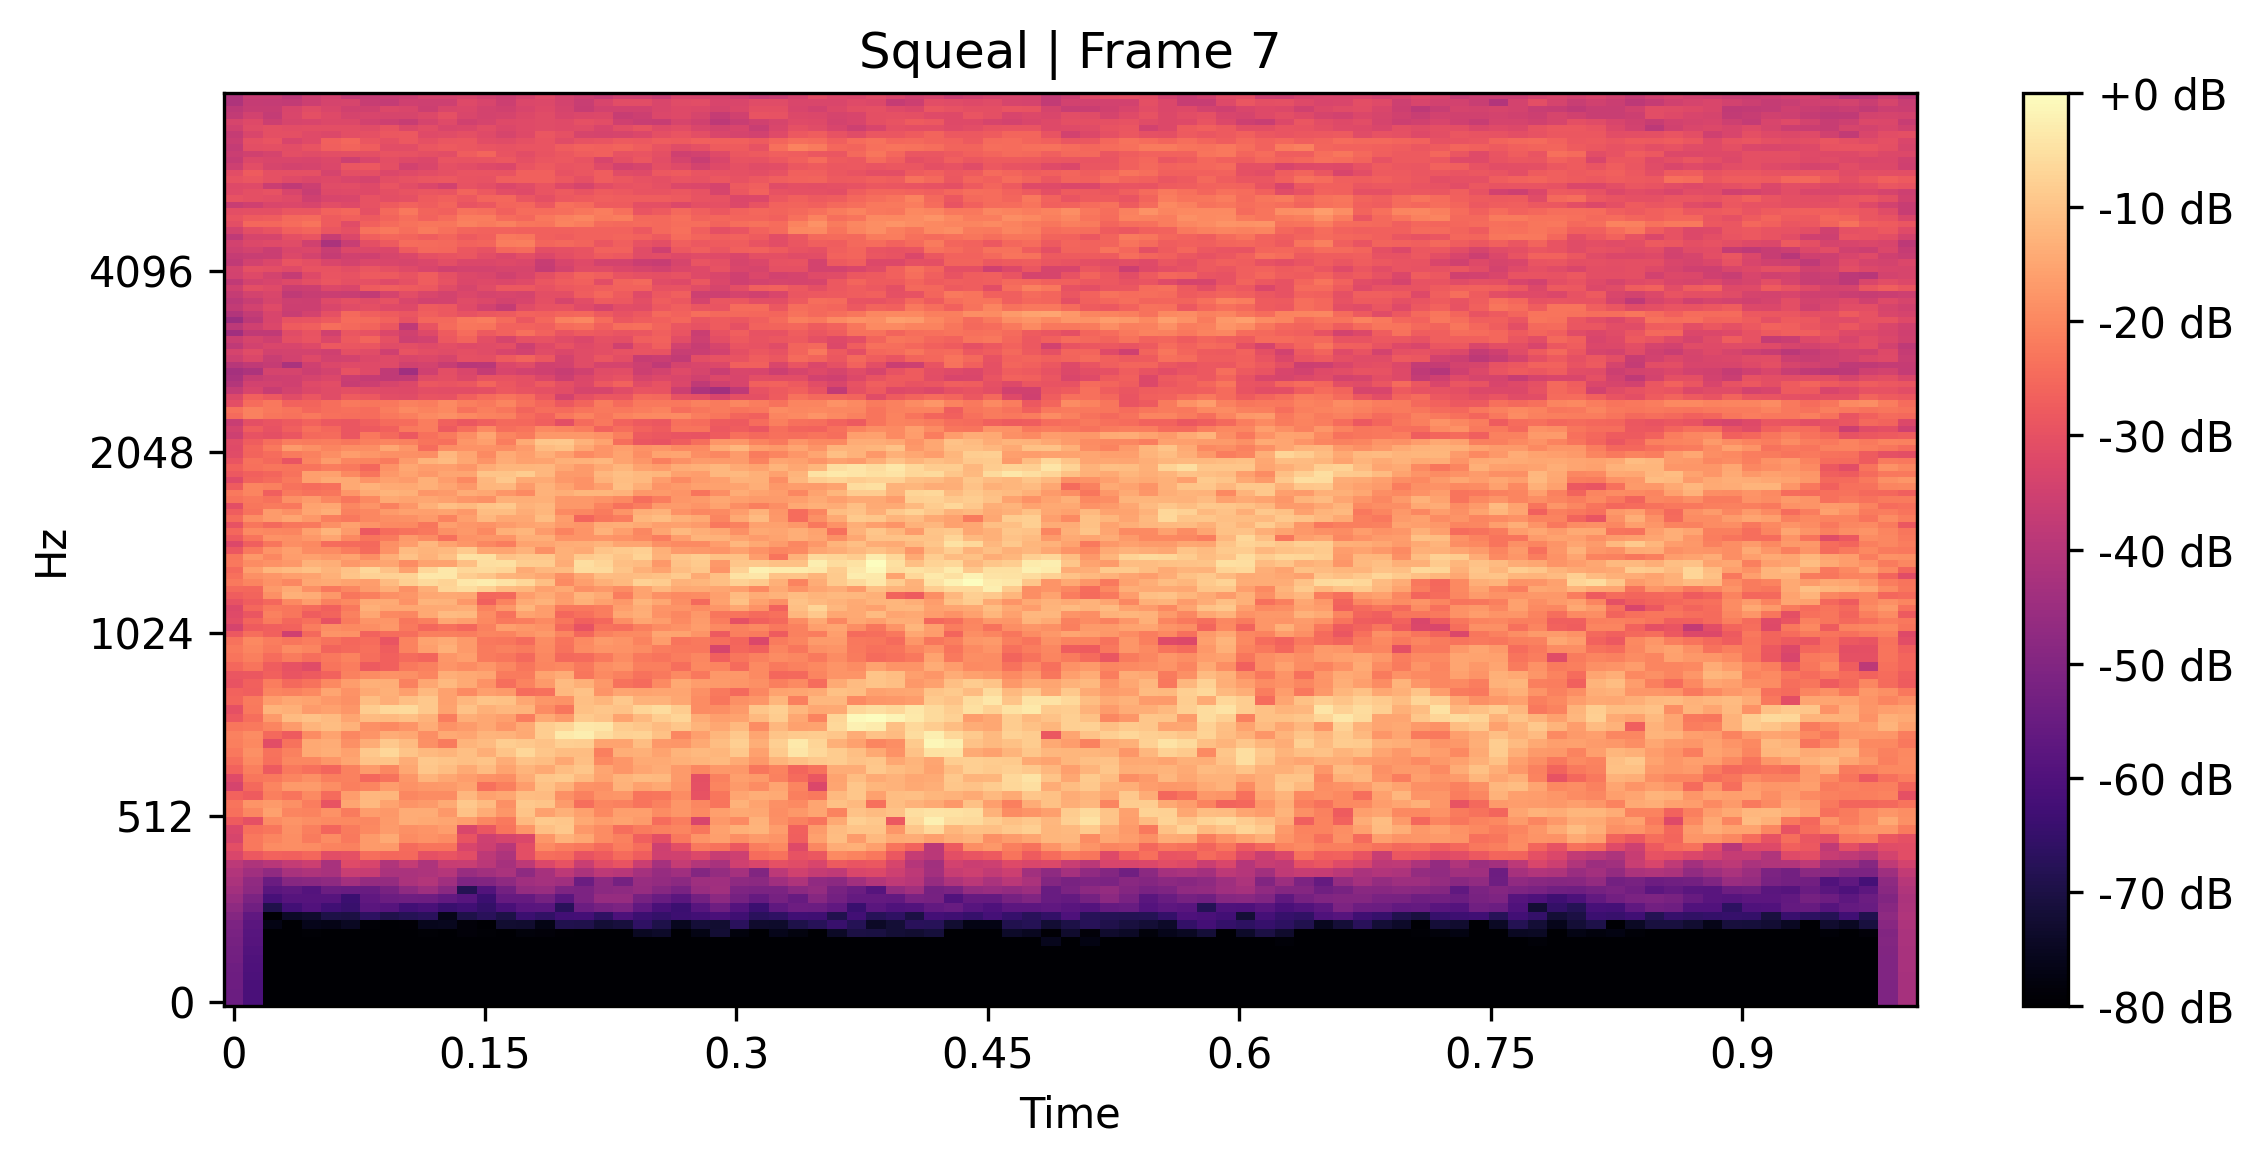 Squeal | Frame 7
+0 dB
-10 dB
-20 dB
-30 dB
-40 dB
-50 dB
-60 dB
-70 dB
-80 dB
4096
2048
1024
512
0
Hz
0 0.15 0.3 0.45 0.6 0.75 0.9
Time